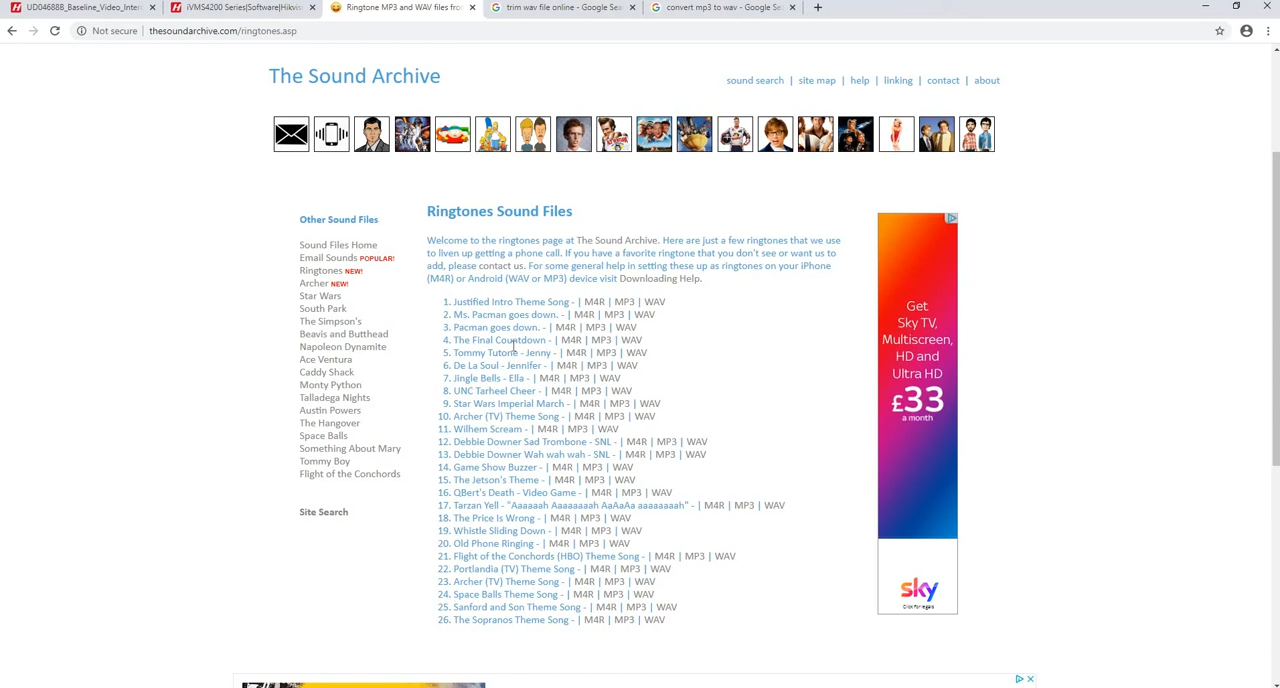 UD04688B_Baseline_Video_Inter
iVMS4200 Series|Software|Hikvis
Ringtone MP3 and WAV files from
trim wav file online - Google Sea
convert mp3 to wav - Google Se
Not secure | thesoundarchive.com/ringtones.asp
The Sound Archive
sound search | site map | help | linking | contact | about
Other Sound Files
Sound Files Home
Email Sounds POPULAR!
Ringtones NEW!
Archer NEW!
Star Wars
South Park
The Simpson's
Beavis and Butthead
Napoleon Dynamite
Ace Ventura
Caddy Shack
Monty Python
Talladega Nights
Austin Powers
The Hangover
Space Balls
Something About Mary
Tommy Boy
Flight of the Conchords
Site Search
Ringtones Sound Files
Welcome to the ringtones page at The Sound Archive. Here are just a few ringtones that we use
to liven up getting a phone call. If you have a favorite ringtone that you don't see or want us to
add, please contact us. For some general help in setting these up as ringtones on your iPhone
(M4R) or Android (WAV or MP3) device visit Downloading Help.
1. Justified Intro Theme Song - | M4R | MP3 | WAV
2. Ms. Pacman goes down. - | M4R | MP3 | WAV
3. Pacman goes down. - | M4R | MP3 | WAV
4. The Final Countdown - | M4R | MP3 | WAV
5. Tommy Tutone - Jenny - | M4R | MP3 | WAV
6. De La Soul - Jennifer - | M4R | MP3 | WAV
7. Jingle Bells - Ella - | M4R | MP3 | WAV
8. UNC Tarheel Cheer - | M4R | MP3 | WAV
9. Star Wars Imperial March - | M4R | MP3 | WAV
10. Archer (TV) Theme Song - | M4R | MP3 | WAV
11. Wilhem Scream - | M4R | MP3 | WAV
12. Debbie Downer Sad Trombone - SNL - | M4R | MP3 | WAV
13. Debbie Downer Wah wah wah - SNL - | M4R | MP3 | WAV
14. Game Show Buzzer - | M4R | MP3 | WAV
15. The Jetson's Theme - | M4R | MP3 | WAV
16. QBert's Death - Video Game - | M4R | MP3 | WAV
17. Tarzan Yell - "Aaaaaah Aaaaaaah AaAaAa aaaaaaah" - | M4R | MP3 | WAV
18. The Price Is Wrong - | M4R | MP3 | WAV
19. Whistle Sliding Down - | M4R | MP3 | WAV
20. Old Phone Ringing - | M4R | MP3 | WAV
21. Flight of the Conchords (HBO) Theme Song - | M4R | MP3 | WAV
22. Portlandia (TV) Theme Song - | M4R | MP3 | WAV
23. Archer (TV) Theme Song - | M4R | MP3 | WAV
24. Space Balls Theme Song - | M4R | MP3 | WAV
25. Sanford and Son Theme Song - | M4R | MP3 | WAV
26. The Sopranos Theme Song - | M4R | MP3 | WAV
Get
Sky TV,
Multiscreen,
HD and
Ultra HD
£33
a month
sky
Click for legals